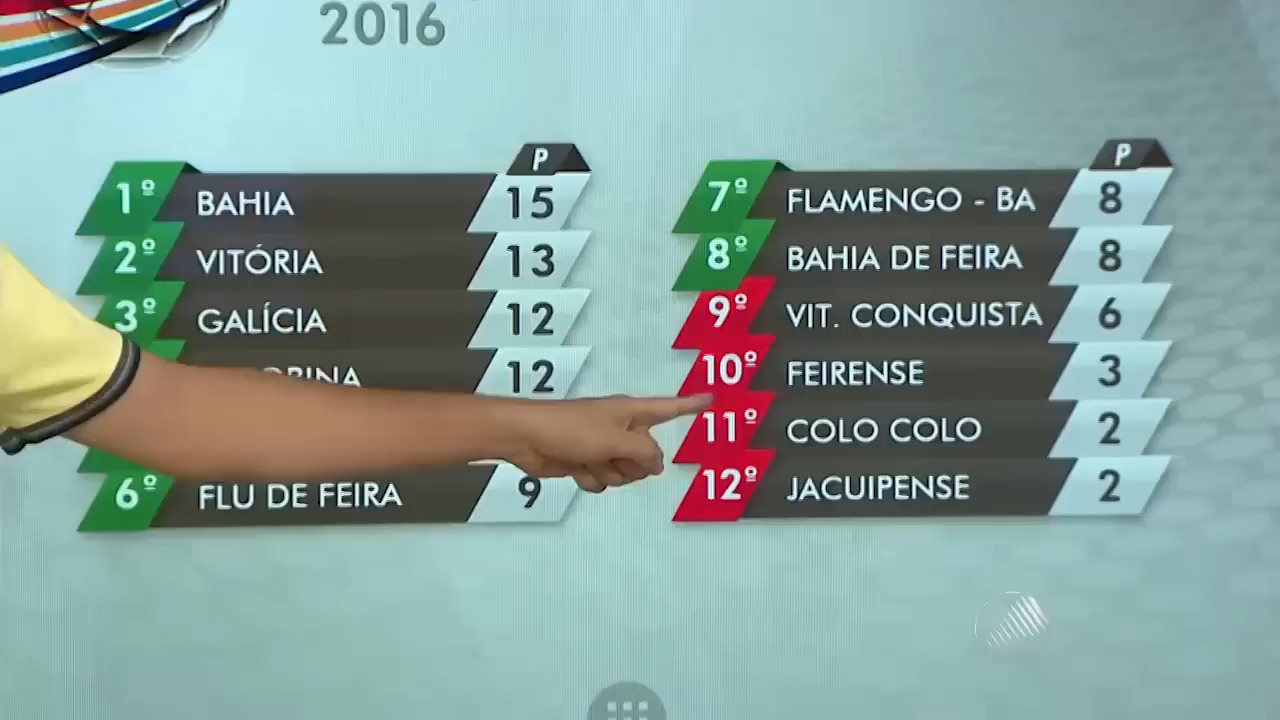 2016
P
1º BAHIA 15
2º VITÓRIA 13
3º GALÍCIA 12
12
6º FLU DE FEIRA 9
P
7º FLAMENGO - BA 8
8º BAHIA DE FEIRA 8
9º VIT. CONQUISTA 6
10º FEIRENSE 3
11º COLO COLO 2
12º JACUIPENSE 2